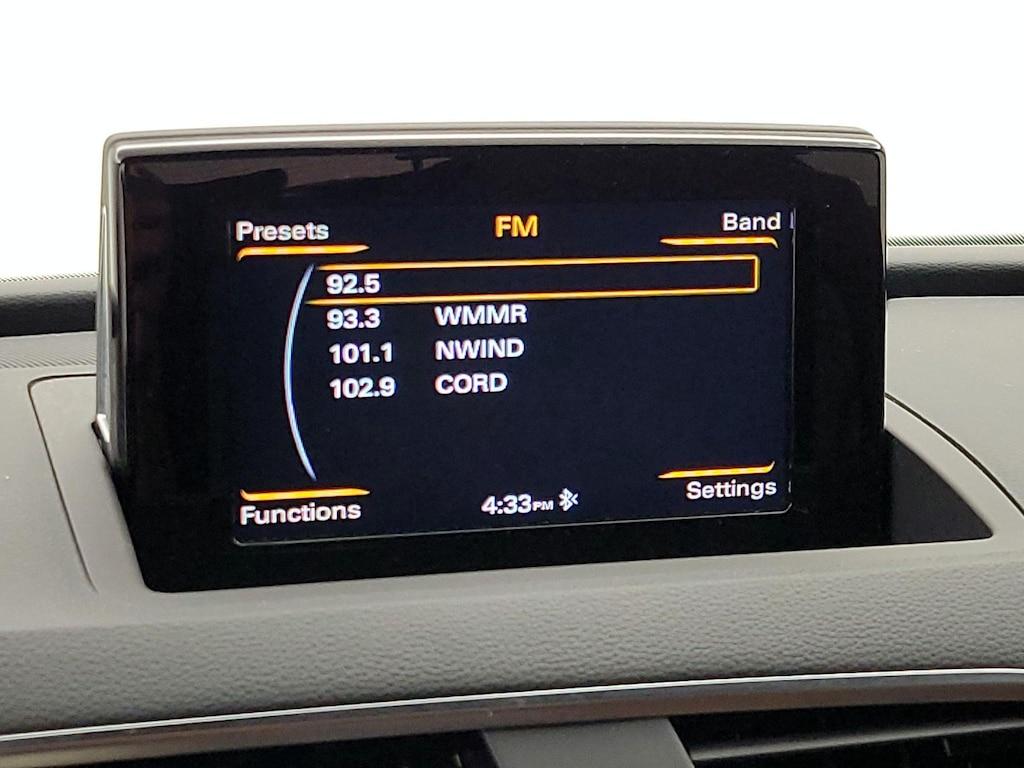 Presets FM Band
92.5
93.3 WMMR
101.1 NWIND
102.9 CORD
Functions 4:33PM Settings